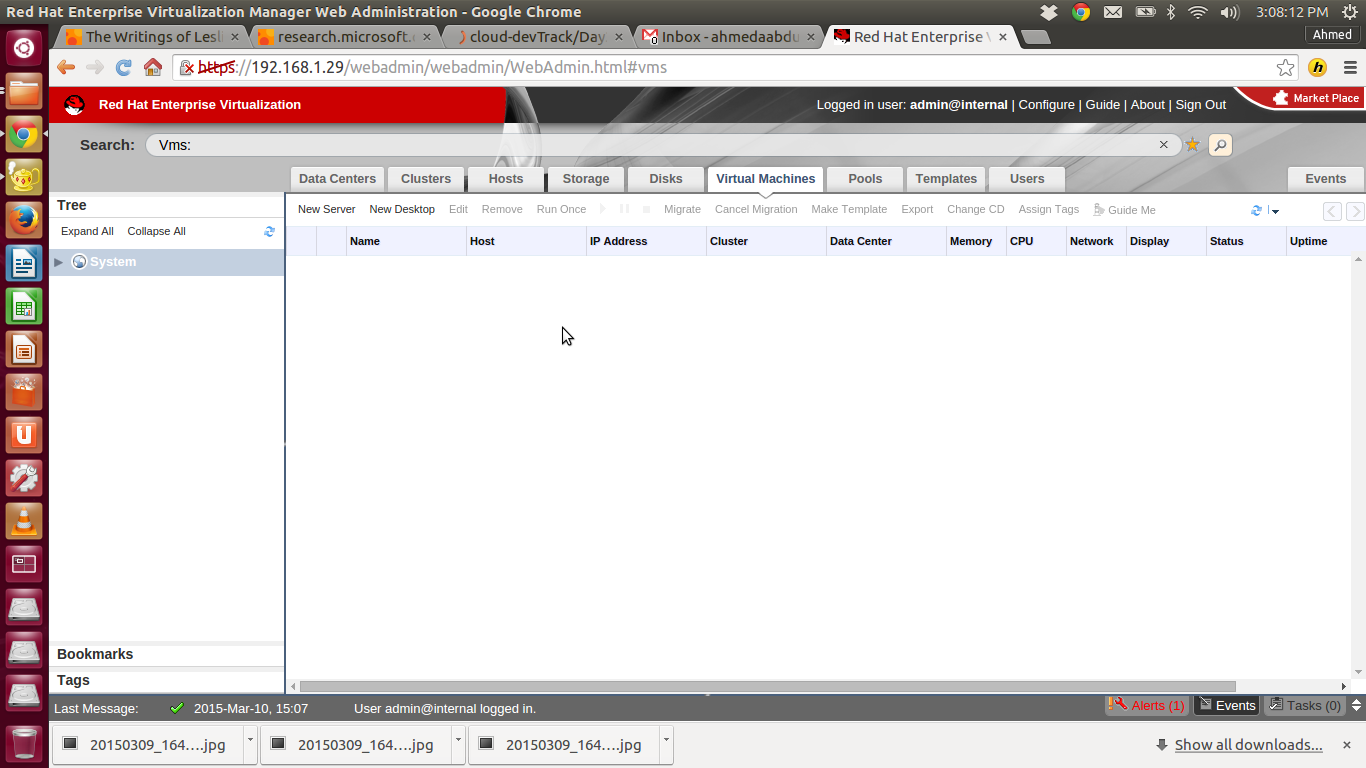 Red Hat Enterprise Virtualization Manager Web Administration - Google Chrome
3:08:12 PM
The Writings of Lesli
research.microsoft.c
cloud-devTrack/Day
Inbox - ahmedaabdu
Red Hat Enterprise V
Ahmed
https://192.168.1.29/webadmin/webadmin/WebAdmin.html#vms
Red Hat Enterprise Virtualization
Logged in user: admin@internal | Configure | Guide | About | Sign Out
Market Place
Search: Vms:
Data Centers Clusters Hosts Storage Disks Virtual Machines Pools Templates Users Events
Tree
Expand All Collapse All
System
New Server New Desktop Edit Remove Run Once Migrate Cancel Migration Make Template Export Change CD Assign Tags Guide Me
Name Host IP Address Cluster Data Center Memory CPU Network Display Status Uptime
Bookmarks
Tags
Last Message: 2015-Mar-10, 15:07 User admin@internal logged in.
Alerts (1) Events Tasks (0)
20150309_164....jpg 20150309_164....jpg 20150309_164....jpg
Show all downloads...